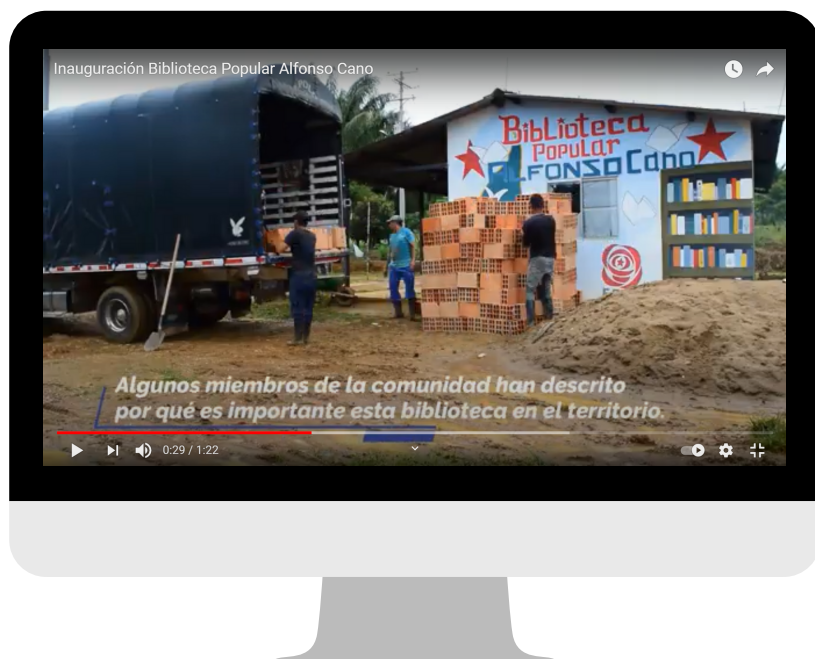 Inauguración Biblioteca Popular Alfonso Cano
Biblioteca
Popular
ALFONSO Cano
Algunos miembros de la comunidad han descrito
por qué es importante esta biblioteca en el territorio.
0:29 / 1:22